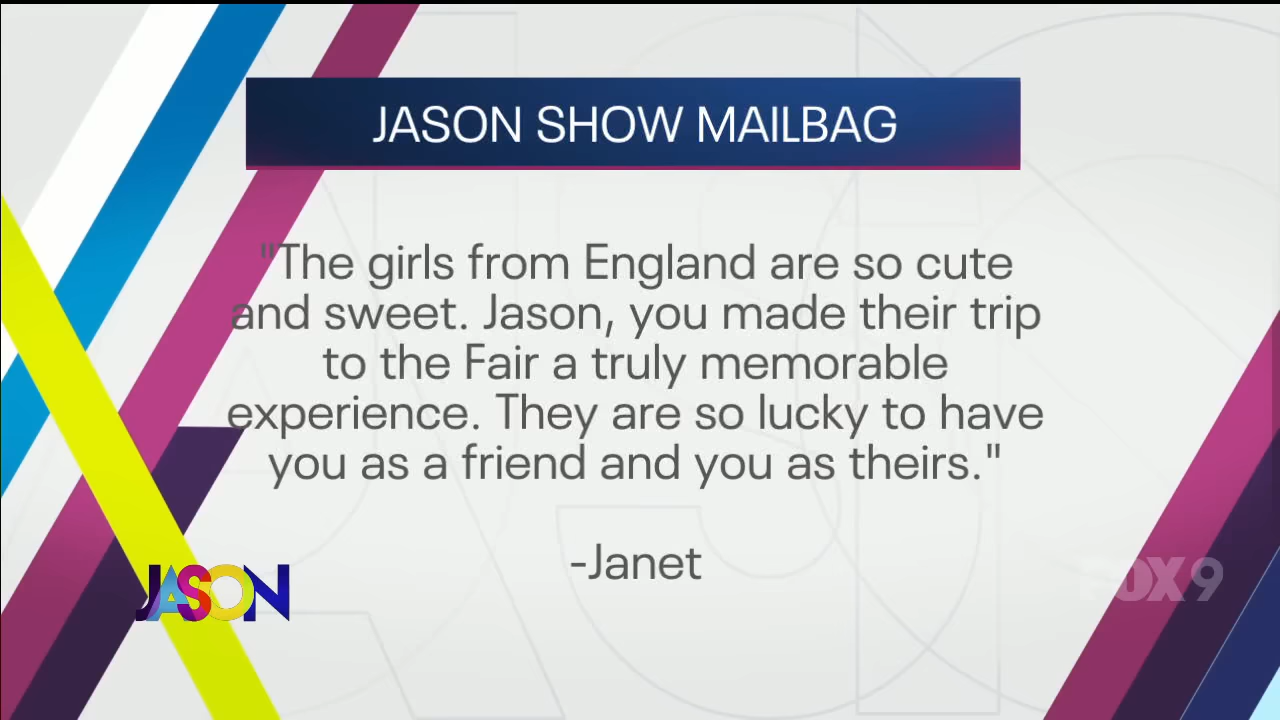 JASON SHOW MAILBAG
"The girls from England are so cute
and sweet. Jason, you made their trip
to the Fair a truly memorable
experience. They are so lucky to have
you as a friend and you as theirs."
-Janet
JASON
FOX 9